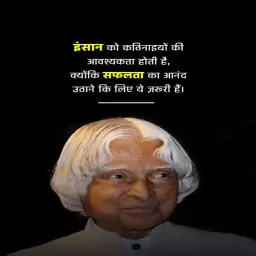 इंसान को कठिनाइयों की
आवश्यकता होती है,
क्योंकि सफलता का आनंद
उठाने कि लिए ये ज़रूरी हैं।